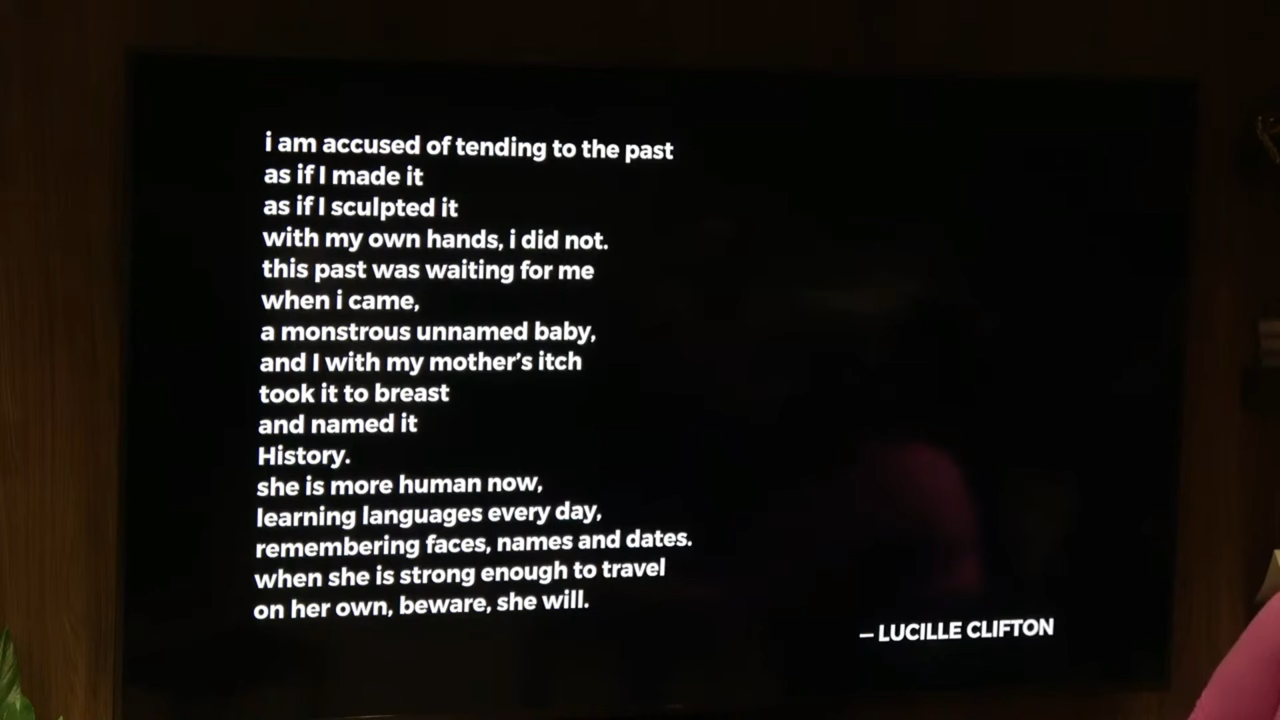 i am accused of tending to the past
as if I made it
as if I sculpted it
with my own hands, i did not.
this past was waiting for me
when i came,
a monstrous unnamed baby,
and I with my mother's itch
took it to breast
and named it
History.
she is more human now,
learning languages every day,
remembering faces, names and dates.
when she is strong enough to travel
on her own, beware, she will.
– LUCILLE CLIFTON